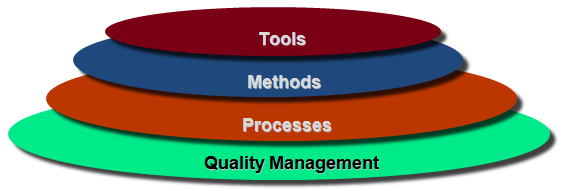 Tools
Methods
Processes
Quality Management